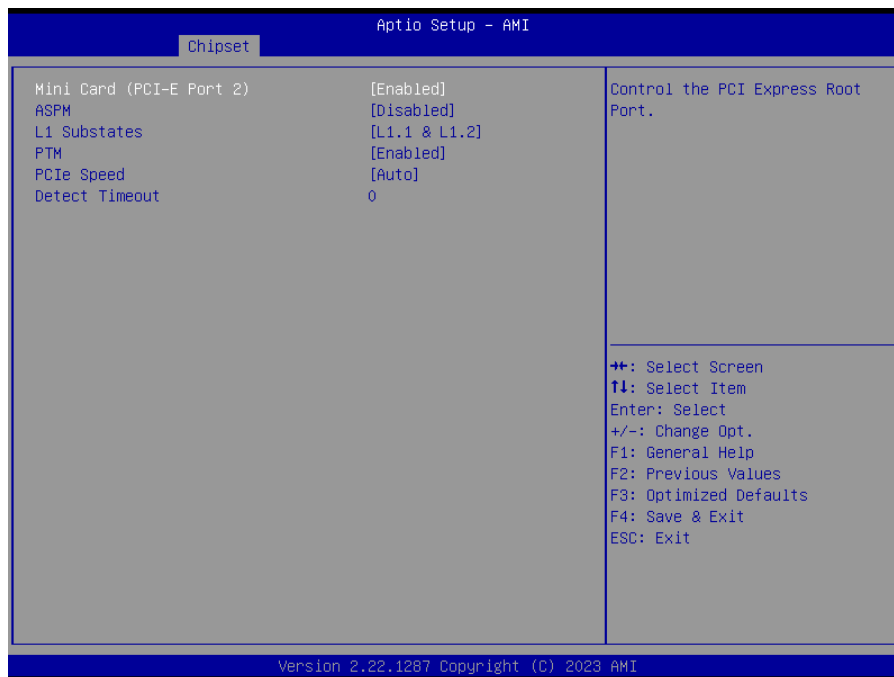 Aptio Setup – AMI
Chipset
Mini Card (PCI-E Port 2) [Enabled]
ASPM [Disabled]
L1 Substates [L1.1 & L1.2]
PTM [Enabled]
PCIe Speed [Auto]
Detect Timeout 0
Control the PCI Express Root
Port.
→←: Select Screen
↑↓: Select Item
Enter: Select
+/-: Change Opt.
F1: General Help
F2: Previous Values
F3: Optimized Defaults
F4: Save & Exit
ESC: Exit
Version 2.22.1287 Copyright (C) 2023 AMI